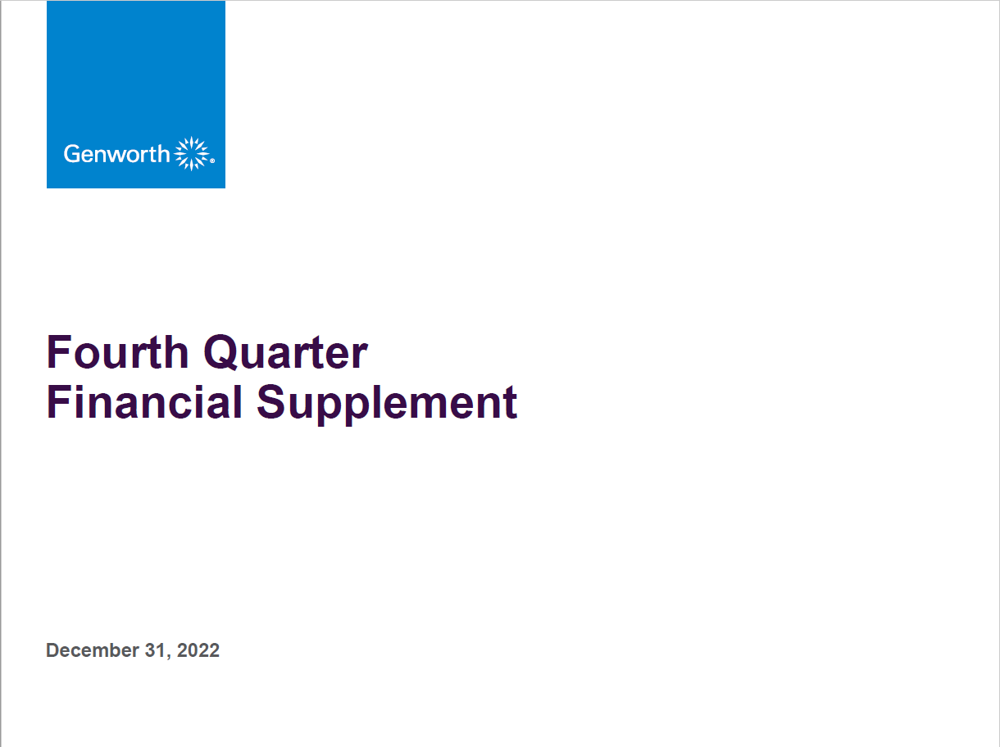 Genworth®
Fourth Quarter
Financial Supplement
December 31, 2022